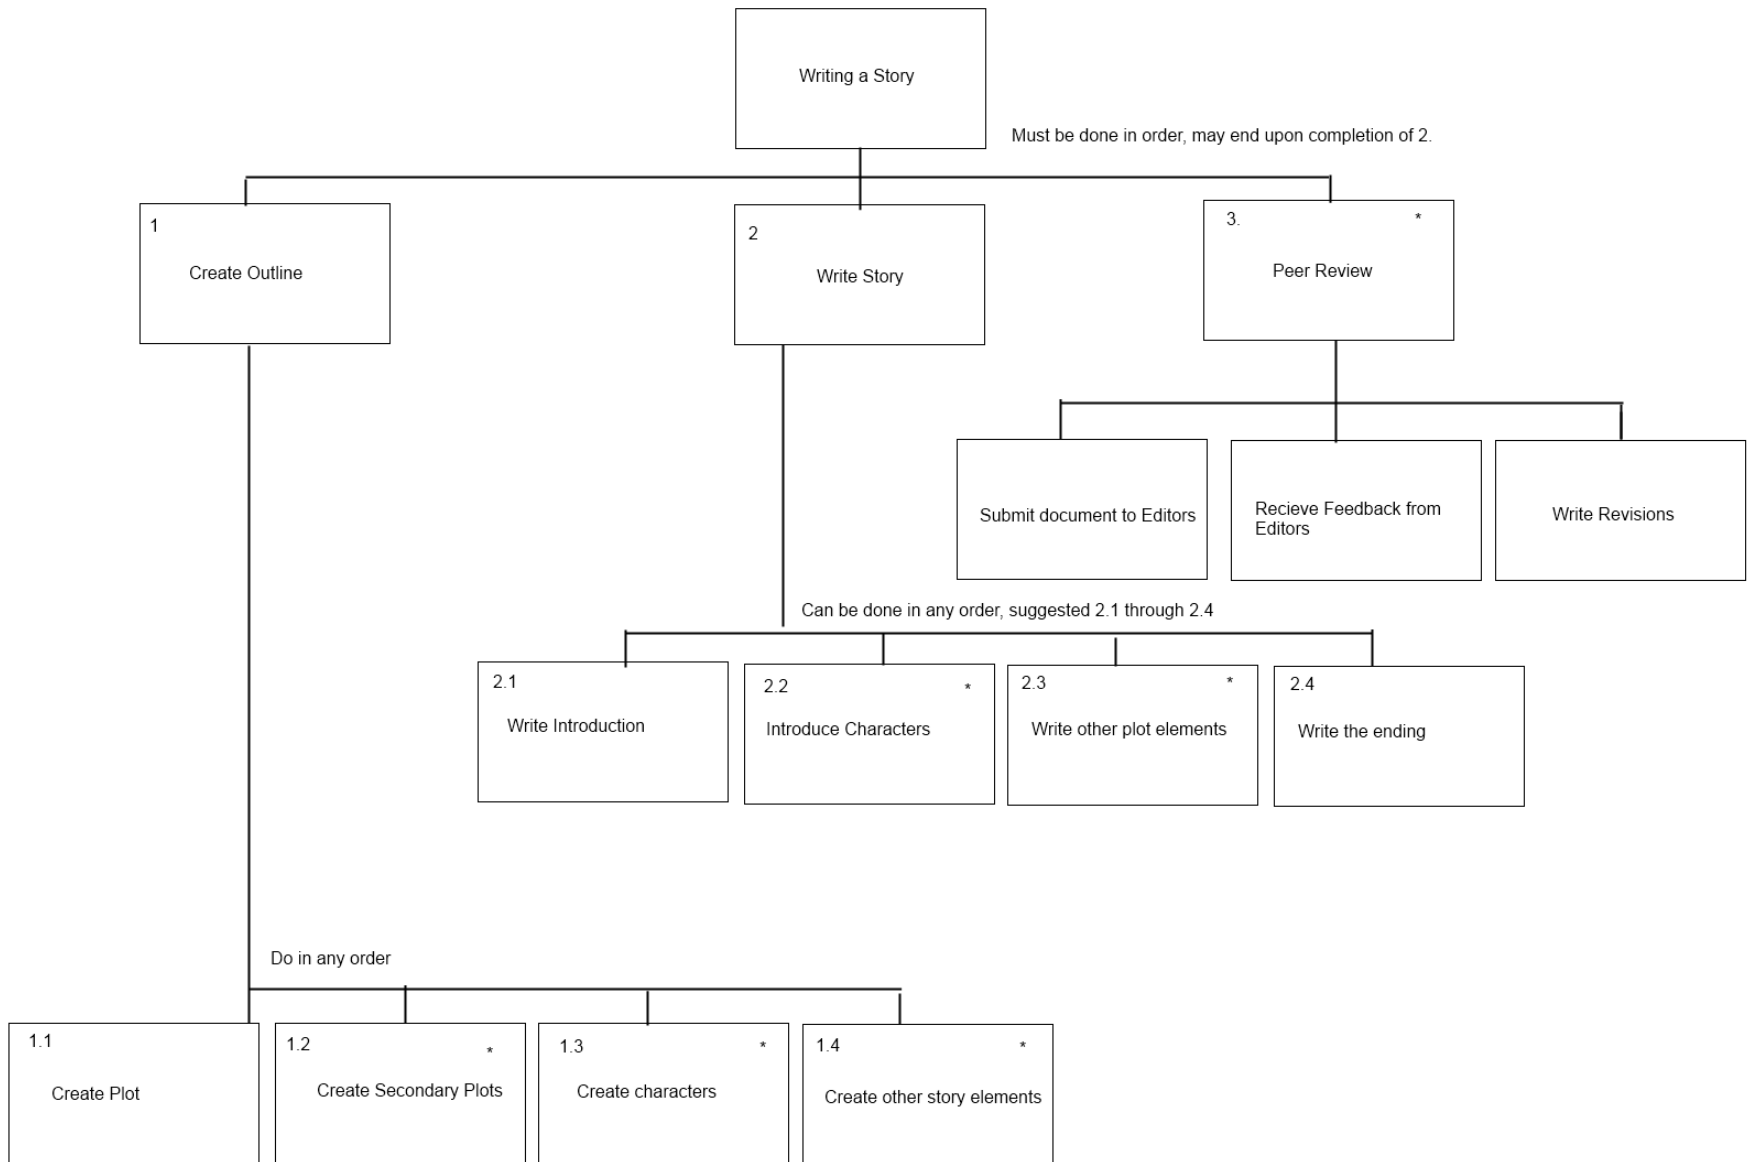 Writing a Story
Must be done in order, may end upon completion of 2.
1
Create Outline
2
Write Story
3.
*
Peer Review
Submit document to Editors
Recieve Feedback from
Editors
Write Revisions
Can be done in any order, suggested 2.1 through 2.4
2.1
Write Introduction
2.2
*
Introduce Characters
2.3
*
Write other plot elements
2.4
Write the ending
Do in any order
1.1
Create Plot
1.2
*
Create Secondary Plots
1.3
*
Create characters
1.4
*
Create other story elements